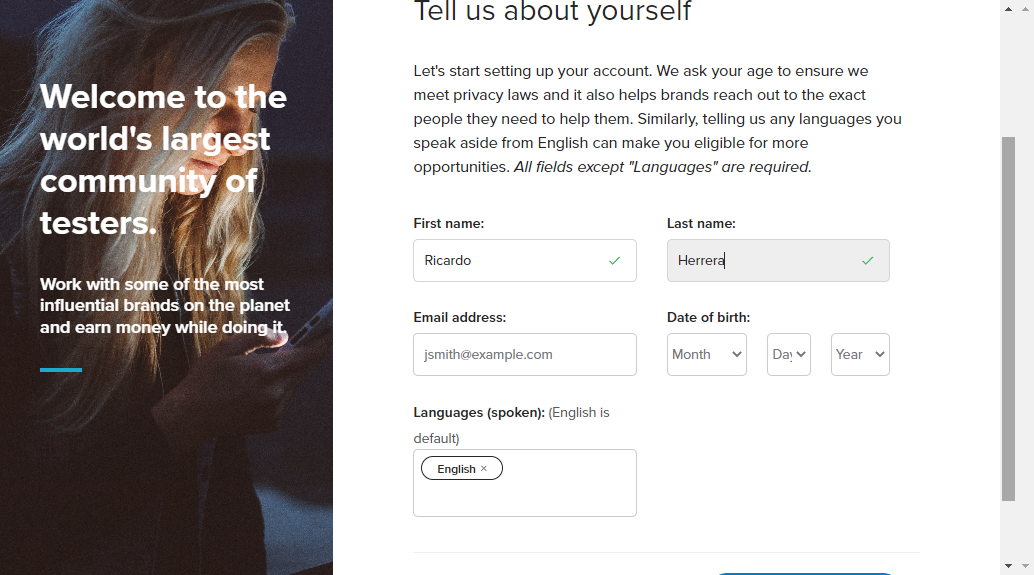 Welcome to the
world's largest
community of
testers.
Work with some of the most
influential brands on the planet
and earn money while doing it.
Tell us about yourself
Let's start setting up your account. We ask your age to ensure we
meet privacy laws and it also helps brands reach out to the exact
people they need to help them. Similarly, telling us any languages you
speak aside from English can make you eligible for more
opportunities. All fields except "Languages" are required.
First name:
Last name:
Ricardo
Herrera
Email address:
Date of birth:
jsmith@example.com
Month
Day
Year
Languages (spoken): (English is
default)
English ×